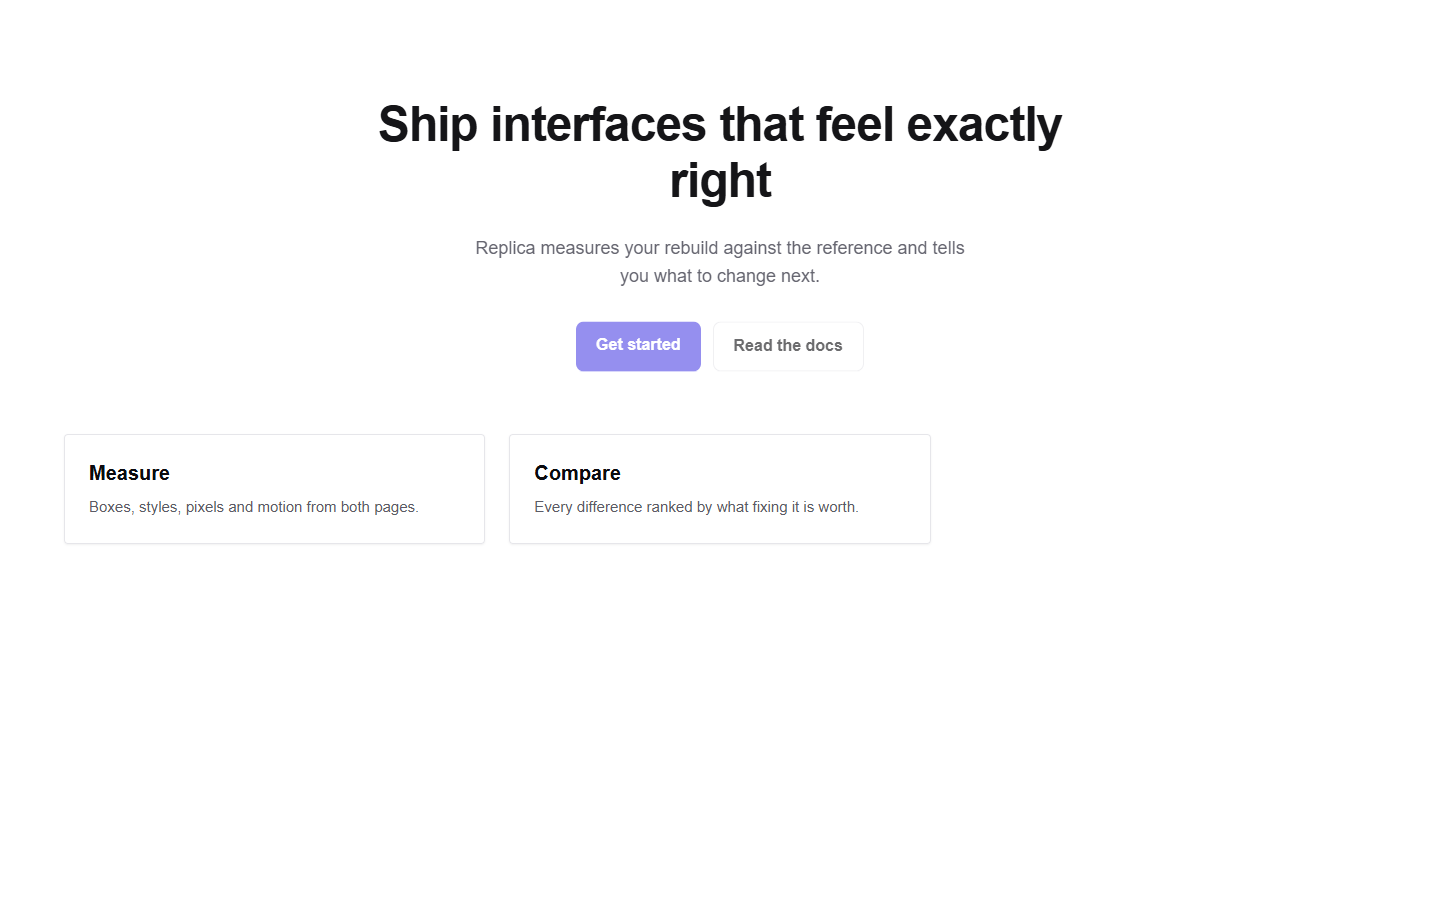 Ship interfaces that feel exactly
right
Replica measures your rebuild against the reference and tells
you what to change next.
Get started
Read the docs
Measure
Boxes, styles, pixels and motion from both pages.
Compare
Every difference ranked by what fixing it is worth.